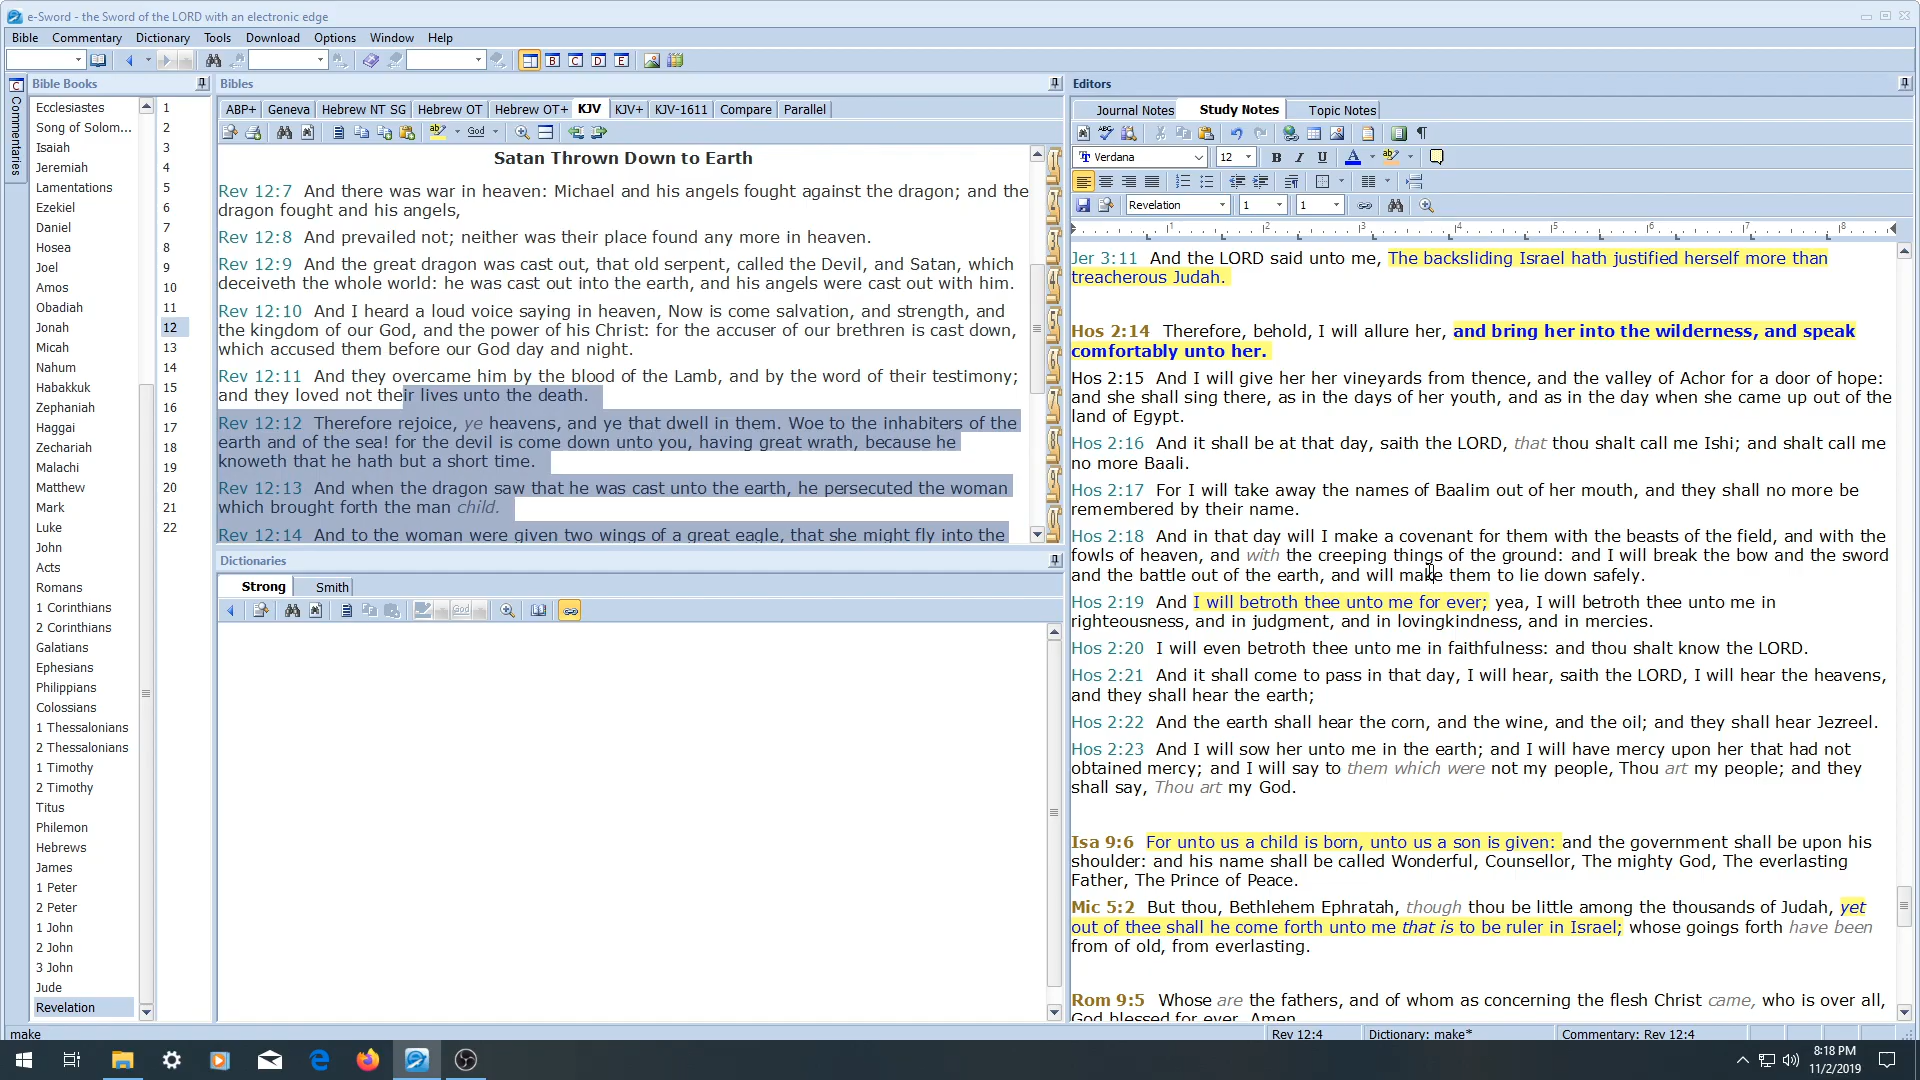 e-Sword - the Sword of the LORD with an electronic edge
Bible Commentary Dictionary Tools Download Options Window Help
B C D E
Commentaries
Bible Books
Ecclesiastes
Song of Solom...
Isaiah
Jeremiah
Lamentations
Ezekiel
Daniel
Hosea
Joel
Amos
Obadiah
Jonah
Micah
Nahum
Habakkuk
Zephaniah
Haggai
Zechariah
Malachi
Matthew
Mark
Luke
John
Acts
Romans
1 Corinthians
2 Corinthians
Galatians
Ephesians
Philippians
Colossians
1 Thessalonians
2 Thessalonians
1 Timothy
2 Timothy
Titus
Philemon
Hebrews
James
1 Peter
2 Peter
1 John
2 John
3 John
Jude
Revelation
1
2
3
4
5
6
7
8
9
10
11
12
13
14
15
16
17
18
19
20
21
22
Bibles
ABP+ Geneva Hebrew NT SG Hebrew OT Hebrew OT+ KJV KJV+ KJV-1611 Compare Parallel
God
Satan Thrown Down to Earth
Rev 12:7 And there was war in heaven: Michael and his angels fought against the dragon; and the
dragon fought and his angels,
Rev 12:8 And prevailed not; neither was their place found any more in heaven.
Rev 12:9 And the great dragon was cast out, that old serpent, called the Devil, and Satan, which
deceiveth the whole world: he was cast out into the earth, and his angels were cast out with him.
Rev 12:10 And I heard a loud voice saying in heaven, Now is come salvation, and strength, and
the kingdom of our God, and the power of his Christ: for the accuser of our brethren is cast down,
which accused them before our God day and night.
Rev 12:11 And they overcame him by the blood of the Lamb, and by the word of their testimony;
and they loved not their lives unto the death.
Rev 12:12 Therefore rejoice, ye heavens, and ye that dwell in them. Woe to the inhabiters of the
earth and of the sea! for the devil is come down unto you, having great wrath, because he
knoweth that he hath but a short time.
Rev 12:13 And when the dragon saw that he was cast unto the earth, he persecuted the woman
which brought forth the man child.
Rev 12:14 And to the woman were given two wings of a great eagle, that she might fly into the
1
2
3
4
5
6
7
8
9
0
Dictionaries
Strong Smith
God
Editors
Journal Notes Study Notes Topic Notes
Verdana 12 B I U A
Revelation 1 1
1 2 3 4 5 6 7 8
Jer 3:11 And the LORD said unto me, The backsliding Israel hath justified herself more than
treacherous Judah.
Hos 2:14 Therefore, behold, I will allure her, and bring her into the wilderness, and speak
comfortably unto her.
Hos 2:15 And I will give her her vineyards from thence, and the valley of Achor for a door of hope:
and she shall sing there, as in the days of her youth, and as in the day when she came up out of the
land of Egypt.
Hos 2:16 And it shall be at that day, saith the LORD, that thou shalt call me Ishi; and shalt call me
no more Baali.
Hos 2:17 For I will take away the names of Baalim out of her mouth, and they shall no more be
remembered by their name.
Hos 2:18 And in that day will I make a covenant for them with the beasts of the field, and with the
fowls of heaven, and with the creeping things of the ground: and I will break the bow and the sword
and the battle out of the earth, and will make them to lie down safely.
Hos 2:19 And I will betroth thee unto me for ever; yea, I will betroth thee unto me in
righteousness, and in judgment, and in lovingkindness, and in mercies.
Hos 2:20 I will even betroth thee unto me in faithfulness: and thou shalt know the LORD.
Hos 2:21 And it shall come to pass in that day, I will hear, saith the LORD, I will hear the heavens,
and they shall hear the earth;
Hos 2:22 And the earth shall hear the corn, and the wine, and the oil; and they shall hear Jezreel.
Hos 2:23 And I will sow her unto me in the earth; and I will have mercy upon her that had not
obtained mercy; and I will say to them which were not my people, Thou art my people; and they
shall say, Thou art my God.
Isa 9:6 For unto us a child is born, unto us a son is given: and the government shall be upon his
shoulder: and his name shall be called Wonderful, Counsellor, The mighty God, The everlasting
Father, The Prince of Peace.
Mic 5:2 But thou, Bethlehem Ephratah, though thou be little among the thousands of Judah, yet
out of thee shall he come forth unto me that is to be ruler in Israel; whose goings forth have been
from of old, from everlasting.
Rom 9:5 Whose are the fathers, and of whom as concerning the flesh Christ came, who is over all,
God blessed for ever. Amen.
make
Rev 12:4 Dictionary: make* Commentary: Rev 12:4
8:18 PM
11/2/2019